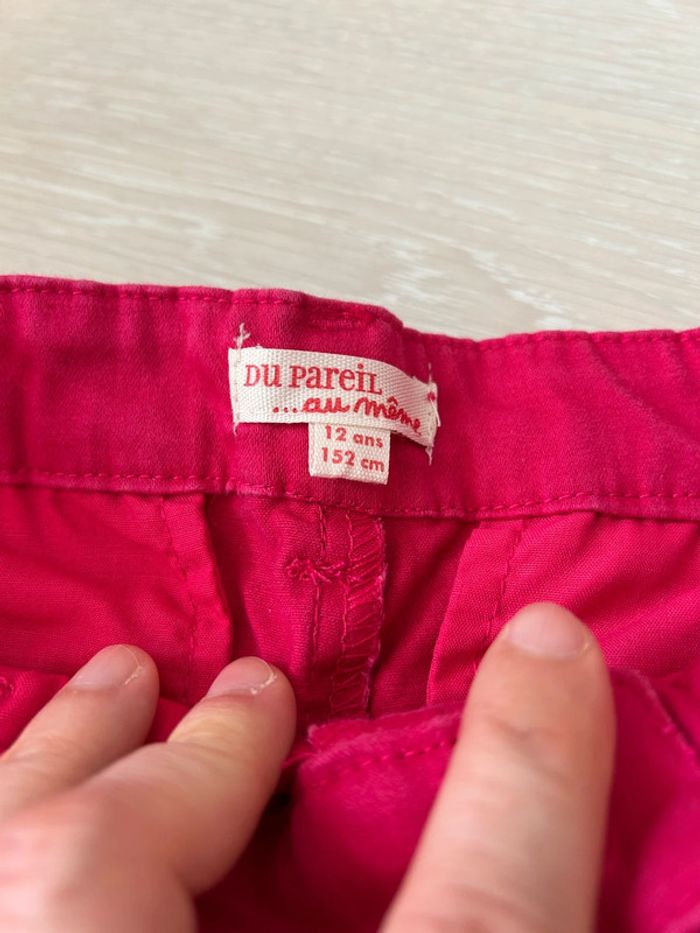 DU PAREIL
...au même
12 ans
152 cm